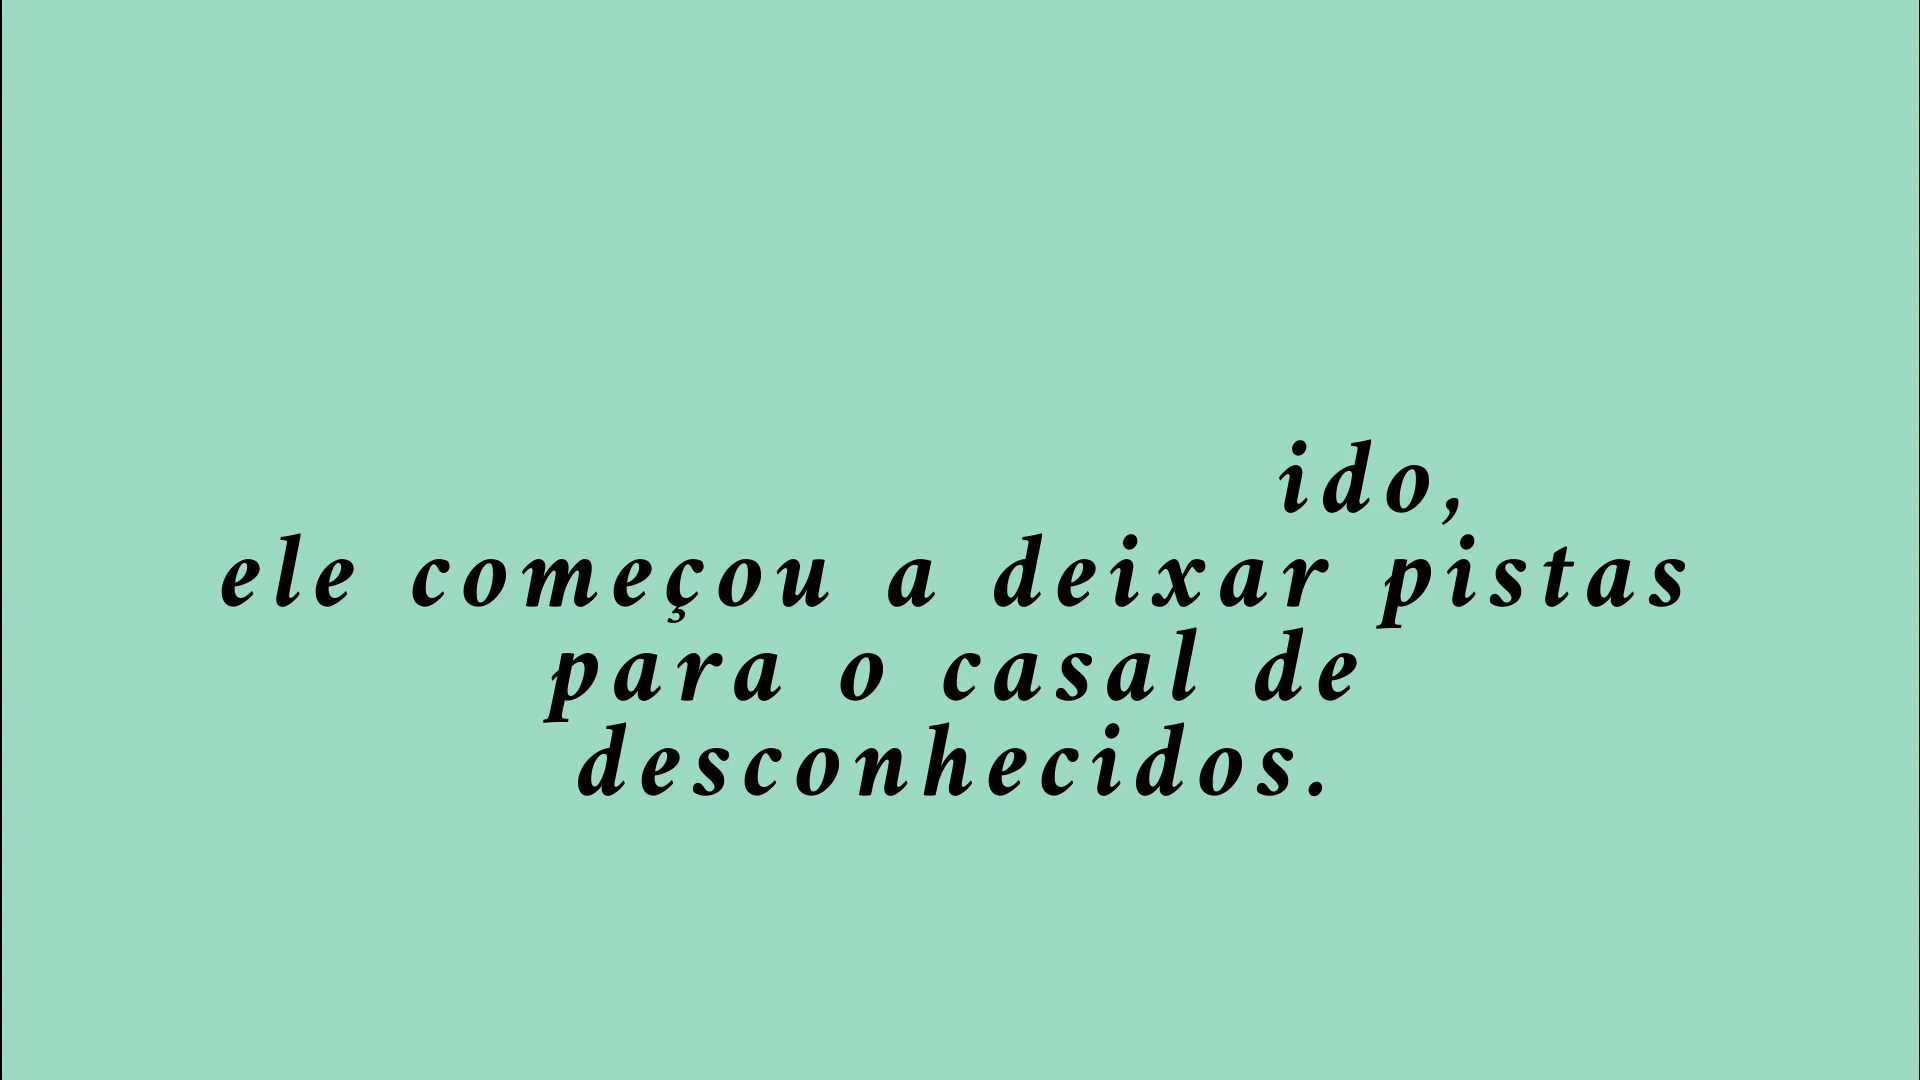 ido,
ele começou a deixar pistas
para o casal de
desconhecidos.